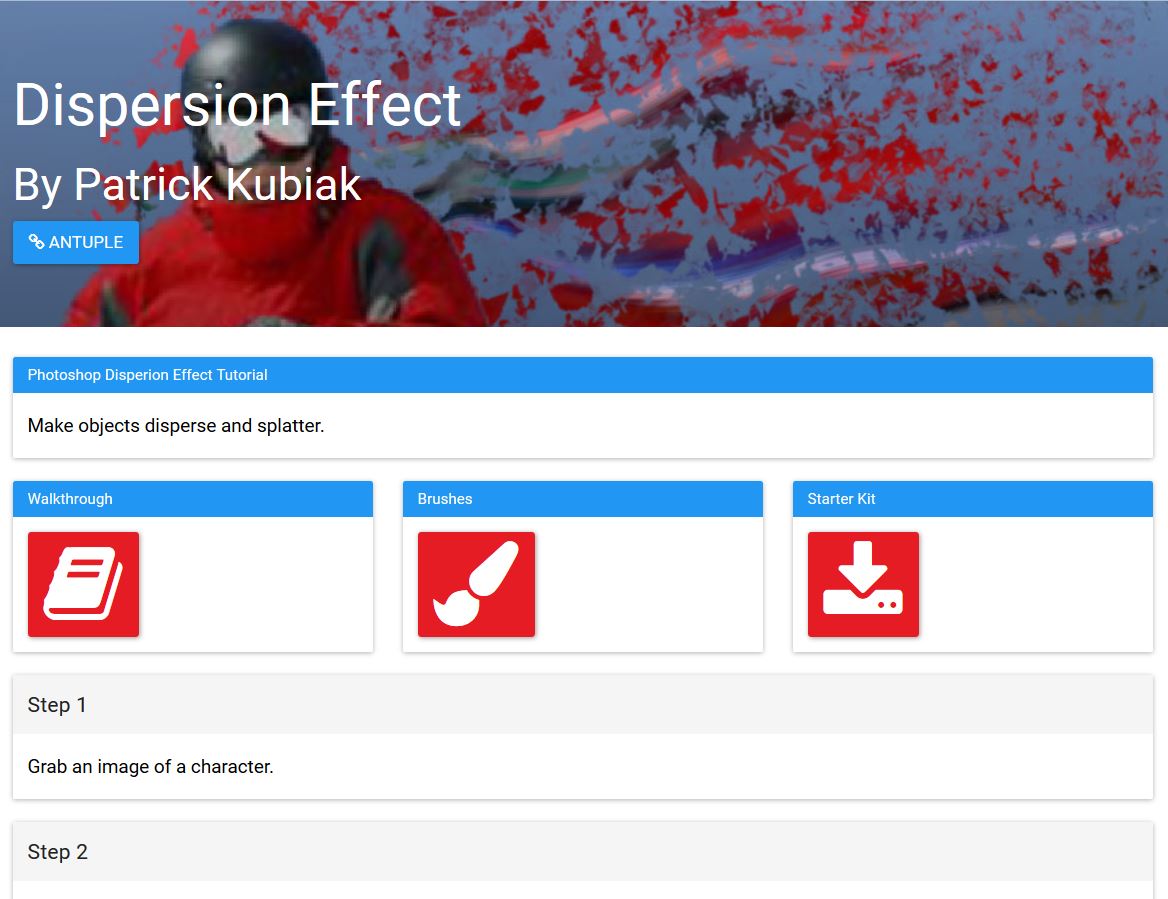 Dispersion Effect
By Patrick Kubiak
ANTUPLE
Photoshop Disperion Effect Tutorial
Make objects disperse and splatter.
Walkthrough
Brushes
Starter Kit
Step 1
Grab an image of a character.
Step 2